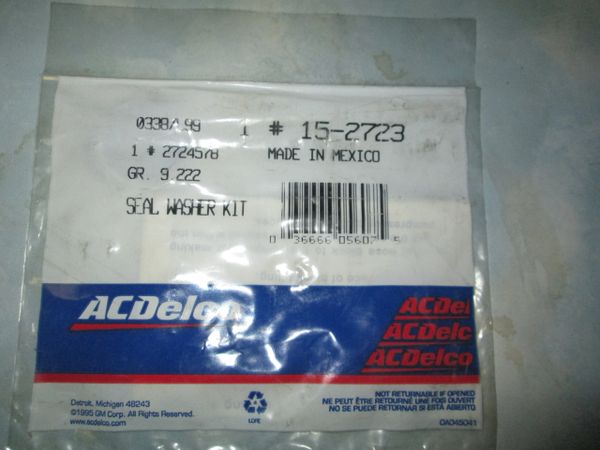 0338A 99 1 # 15-2723
1 # 2724578 MADE IN MEXICO
GR. 9.222
SEAL WASHER KIT
0 36666 05607 5
ACDelco
ACDel
ACDelc
ACDelco
Detroit, Michigan 48243
©1995 GM Corp. All Rights Reserved.
www.acdelco.com
LDPE
NOT RETURNABLE IF OPENED
NE PEUT ÊTRE RETOURNÉ UNE FOIS OUVERT
NO SE PUEDE RETORNAR SI ESTÁ ABIERTO
OAD45041